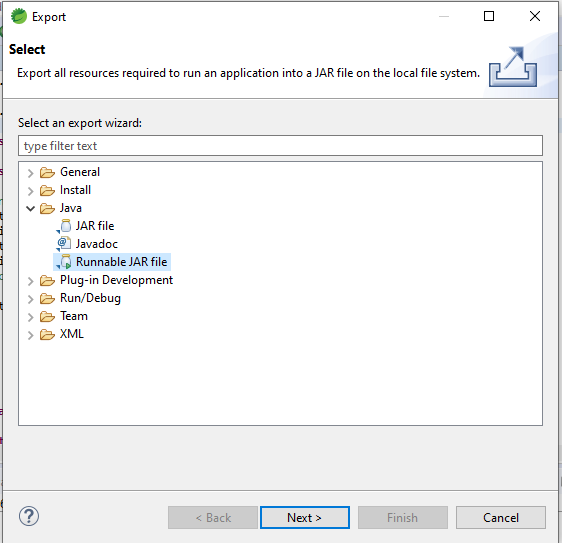 Export
Select
Export all resources required to run an application into a JAR file on the local file system.
Select an export wizard:
type filter text
General
Install
Java
JAR file
Javadoc
Runnable JAR file
Plug-in Development
Run/Debug
Team
XML
?
< Back
Next >
Finish
Cancel